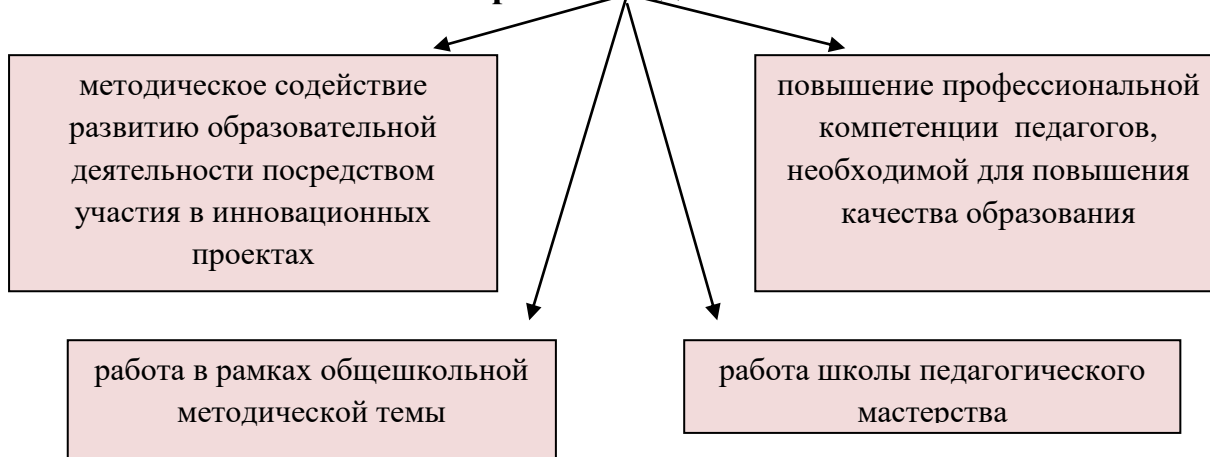 методическое содействие
развитию образовательной
деятельности посредством
участия в инновационных
проектах
повышение профессиональной
компетенции педагогов,
необходимой для повышения
качества образования
работа в рамках общешкольной
методической темы
работа школы педагогического
мастерства